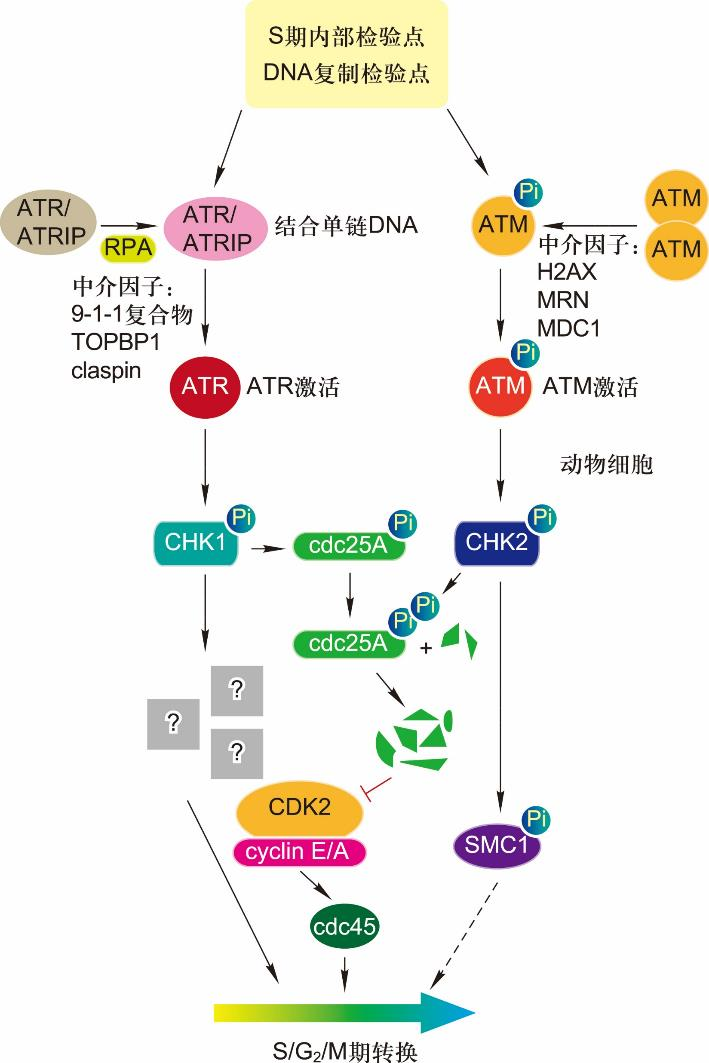 S期内部检验点
DNA复制检验点
ATR/
ATRIP
RPA
ATR/
ATRIP
结合单链DNA
Pi
ATM
ATM
ATM
中介因子：
9-1-1复合物
TOPBP1
claspin
中介因子：
H2AX
MRN
MDC1
ATR
ATR激活
Pi
ATM
ATM激活
动物细胞
Pi
CHK1
Pi
cdc25A
Pi
CHK2
Pi
Pi
cdc25A
+
?
?
?
CDK2
cyclin E/A
Pi
SMC1
cdc45
S/G₂/M期转换